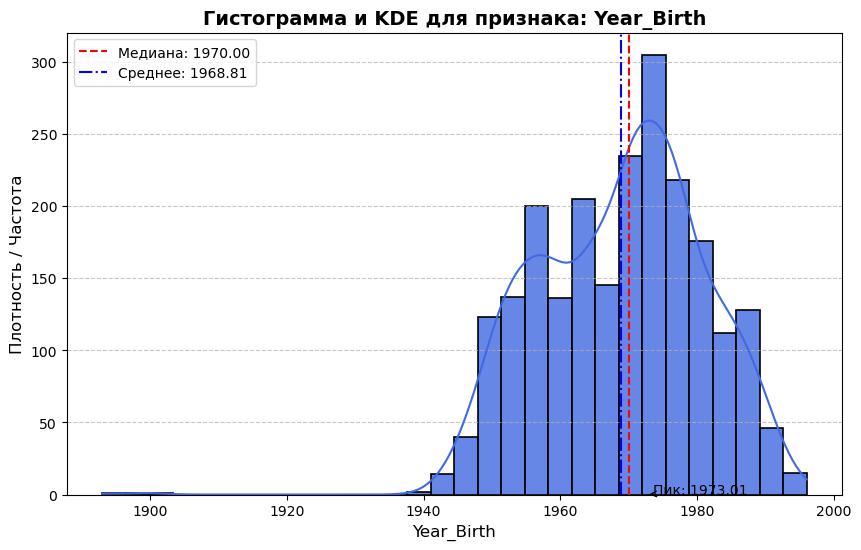 Гистограмма и KDE для признака: Year_Birth
Медиана: 1970.00
Среднее: 1968.81
Плотность / Частота
300
250
200
150
100
50
0
Пик: 1973.01
1900 1920 1940 1960 1980 2000
Year_Birth